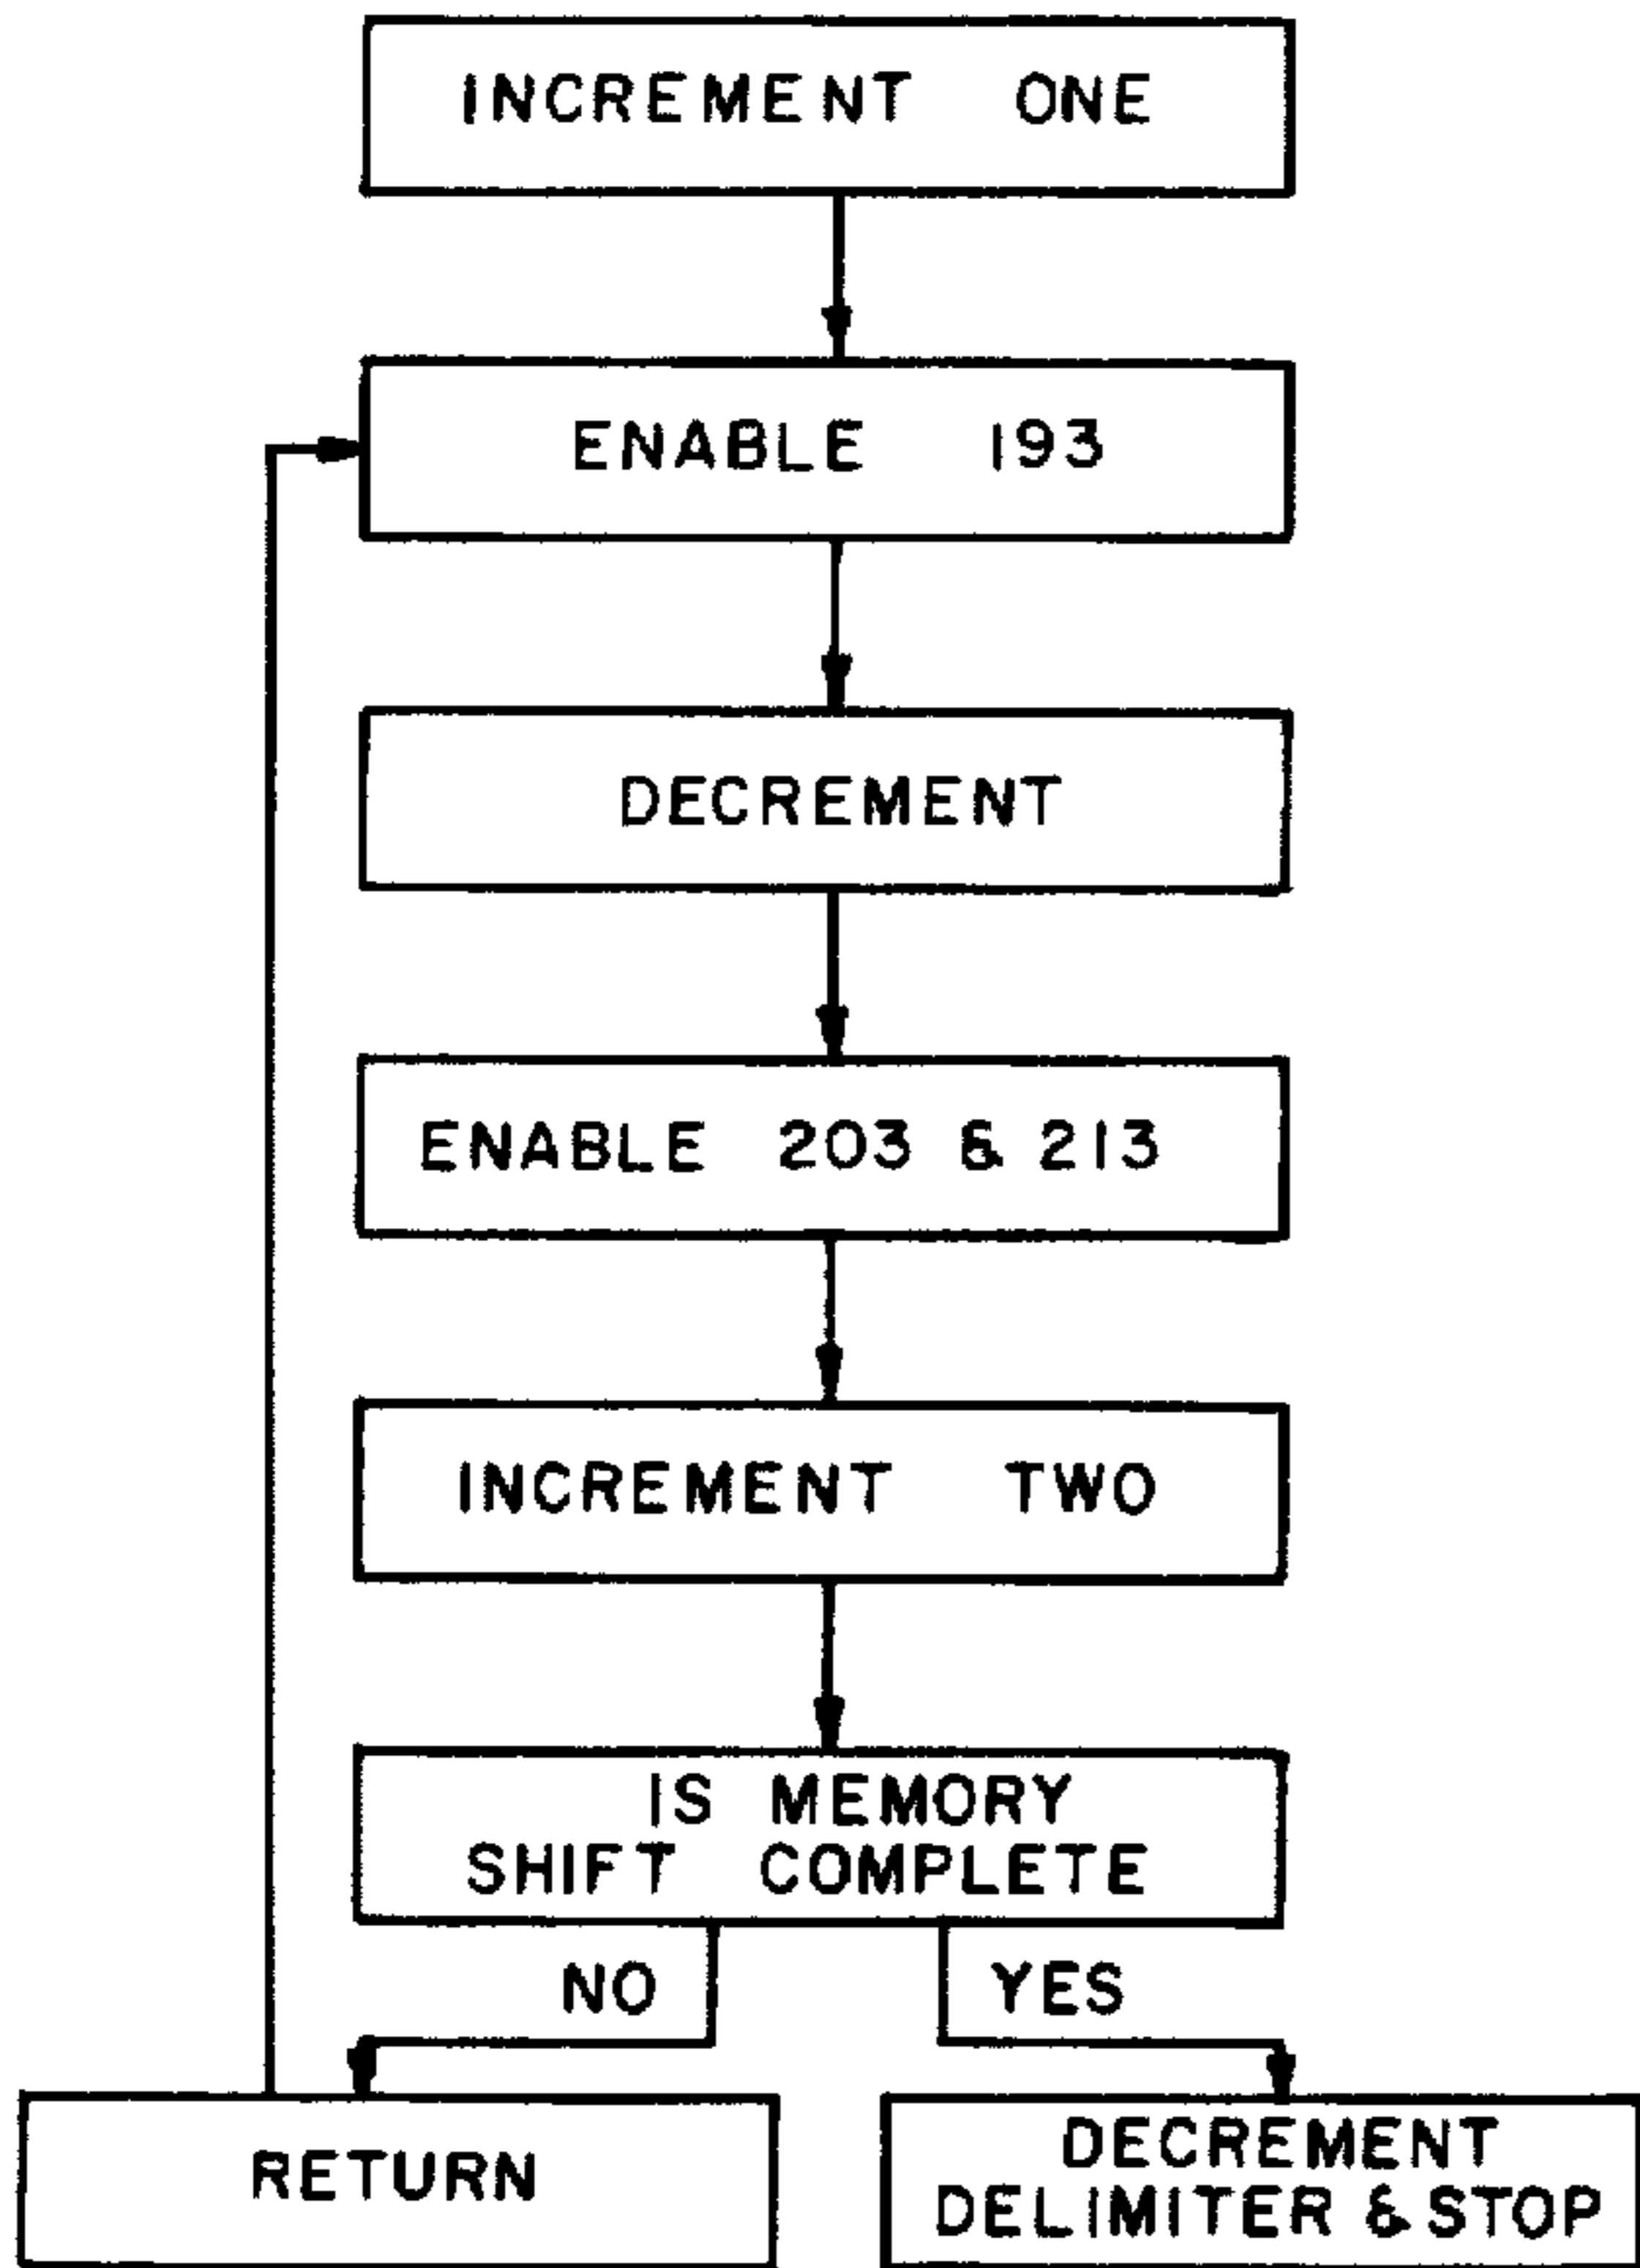 INCREMENT ONE
ENABLE 193
DECREMENT
ENABLE 203 & 213
INCREMENT TWO
IS MEMORY
SHIFT COMPLETE
NO
YES
RETURN
DECREMENT
DELIMITER & STOP